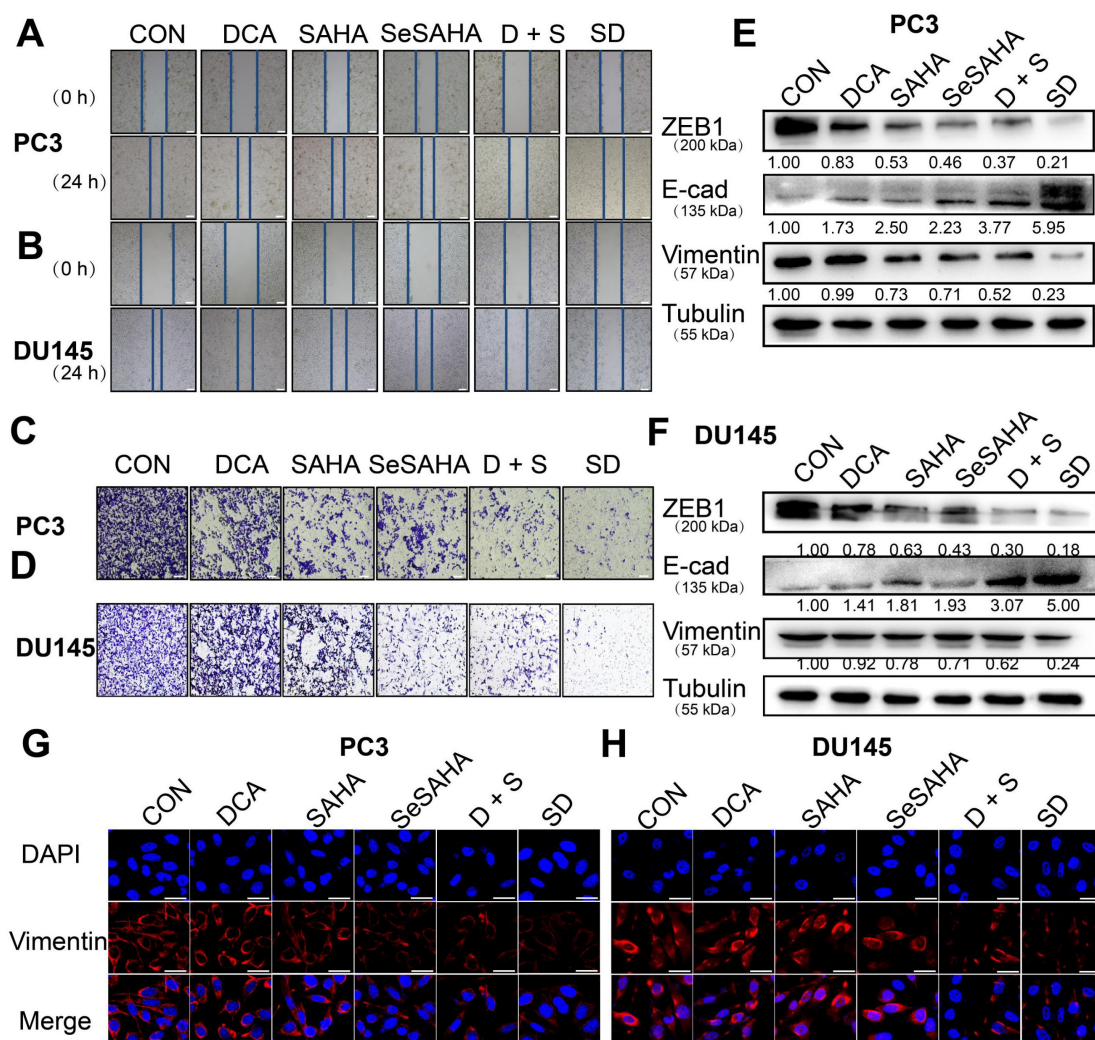 A
CON DCA SAHA SeSAHA D + S SD
(0 h)
PC3
(24 h)
B
(0 h)
DU145
(24 h)
C
CON DCA SAHA SeSAHA D + S SD
PC3
D
DU145
E
PC3
CON DCA SAHA SeSAHA D + S SD
ZEB1
(200 kDa)
1.00 0.83 0.53 0.46 0.37 0.21
E-cad
(135 kDa)
1.00 1.73 2.50 2.23 3.77 5.95
Vimentin
(57 kDa)
1.00 0.99 0.73 0.71 0.52 0.23
Tubulin
(55 kDa)
F
DU145
CON DCA SAHA SeSAHA D + S SD
ZEB1
(200 kDa)
1.00 0.78 0.63 0.43 0.30 0.18
E-cad
(135 kDa)
1.00 1.41 1.81 1.93 3.07 5.00
Vimentin
(57 kDa)
1.00 0.92 0.78 0.71 0.62 0.24
Tubulin
(55 kDa)
G
PC3
CON DCA SAHA SeSAHA D + S SD
DAPI
Vimentin
Merge
H
DU145
CON DCA SAHA SeSAHA D + S SD